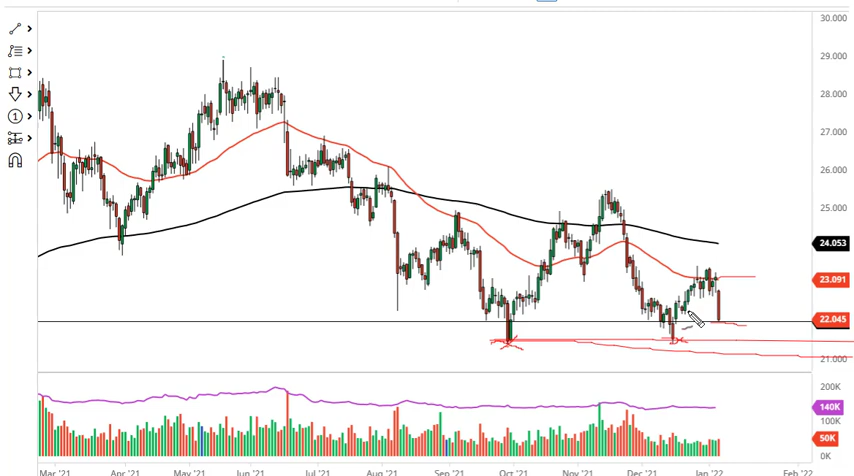 30.000
29.000
28.000
27.000
26.000
25.000
24.053
23.091
22.045
21.000
200K
140K
100K
50K
0K
Mar '21 Apr '21 May '21 Jun '21 Jul '21 Aug '21 Sep '21 Oct '21 Nov '21 Dec '21 Jan '22 Feb '22